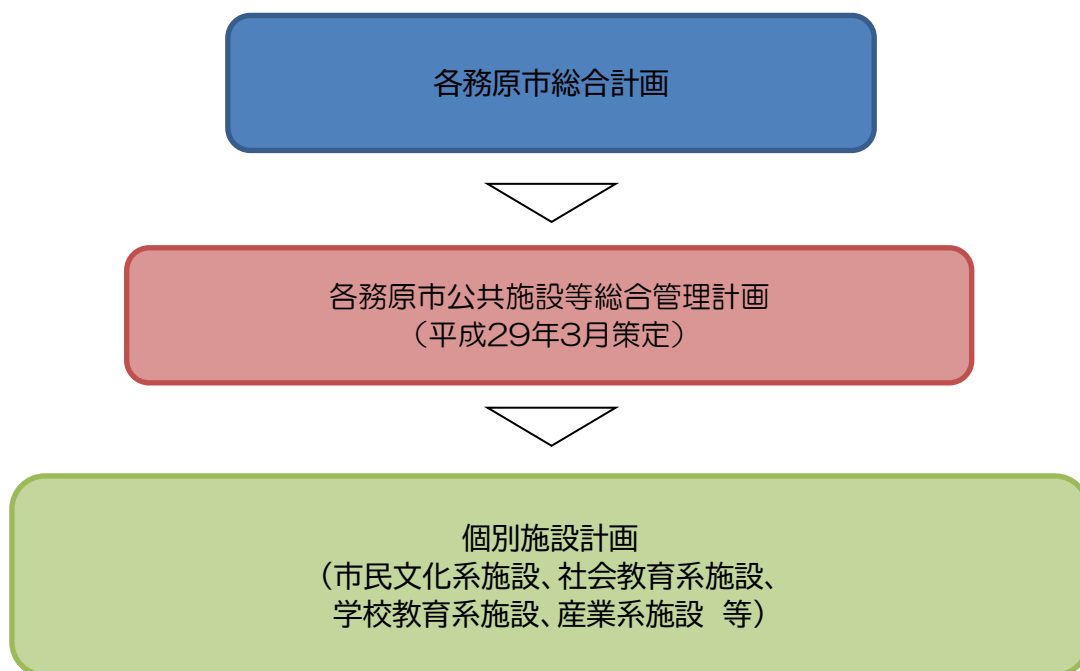 各務原市総合計画
各務原市公共施設等総合管理計画
（平成29年3月策定）
個別施設計画
（市民文化系施設、社会教育系施設、
学校教育系施設、産業系施設　等）